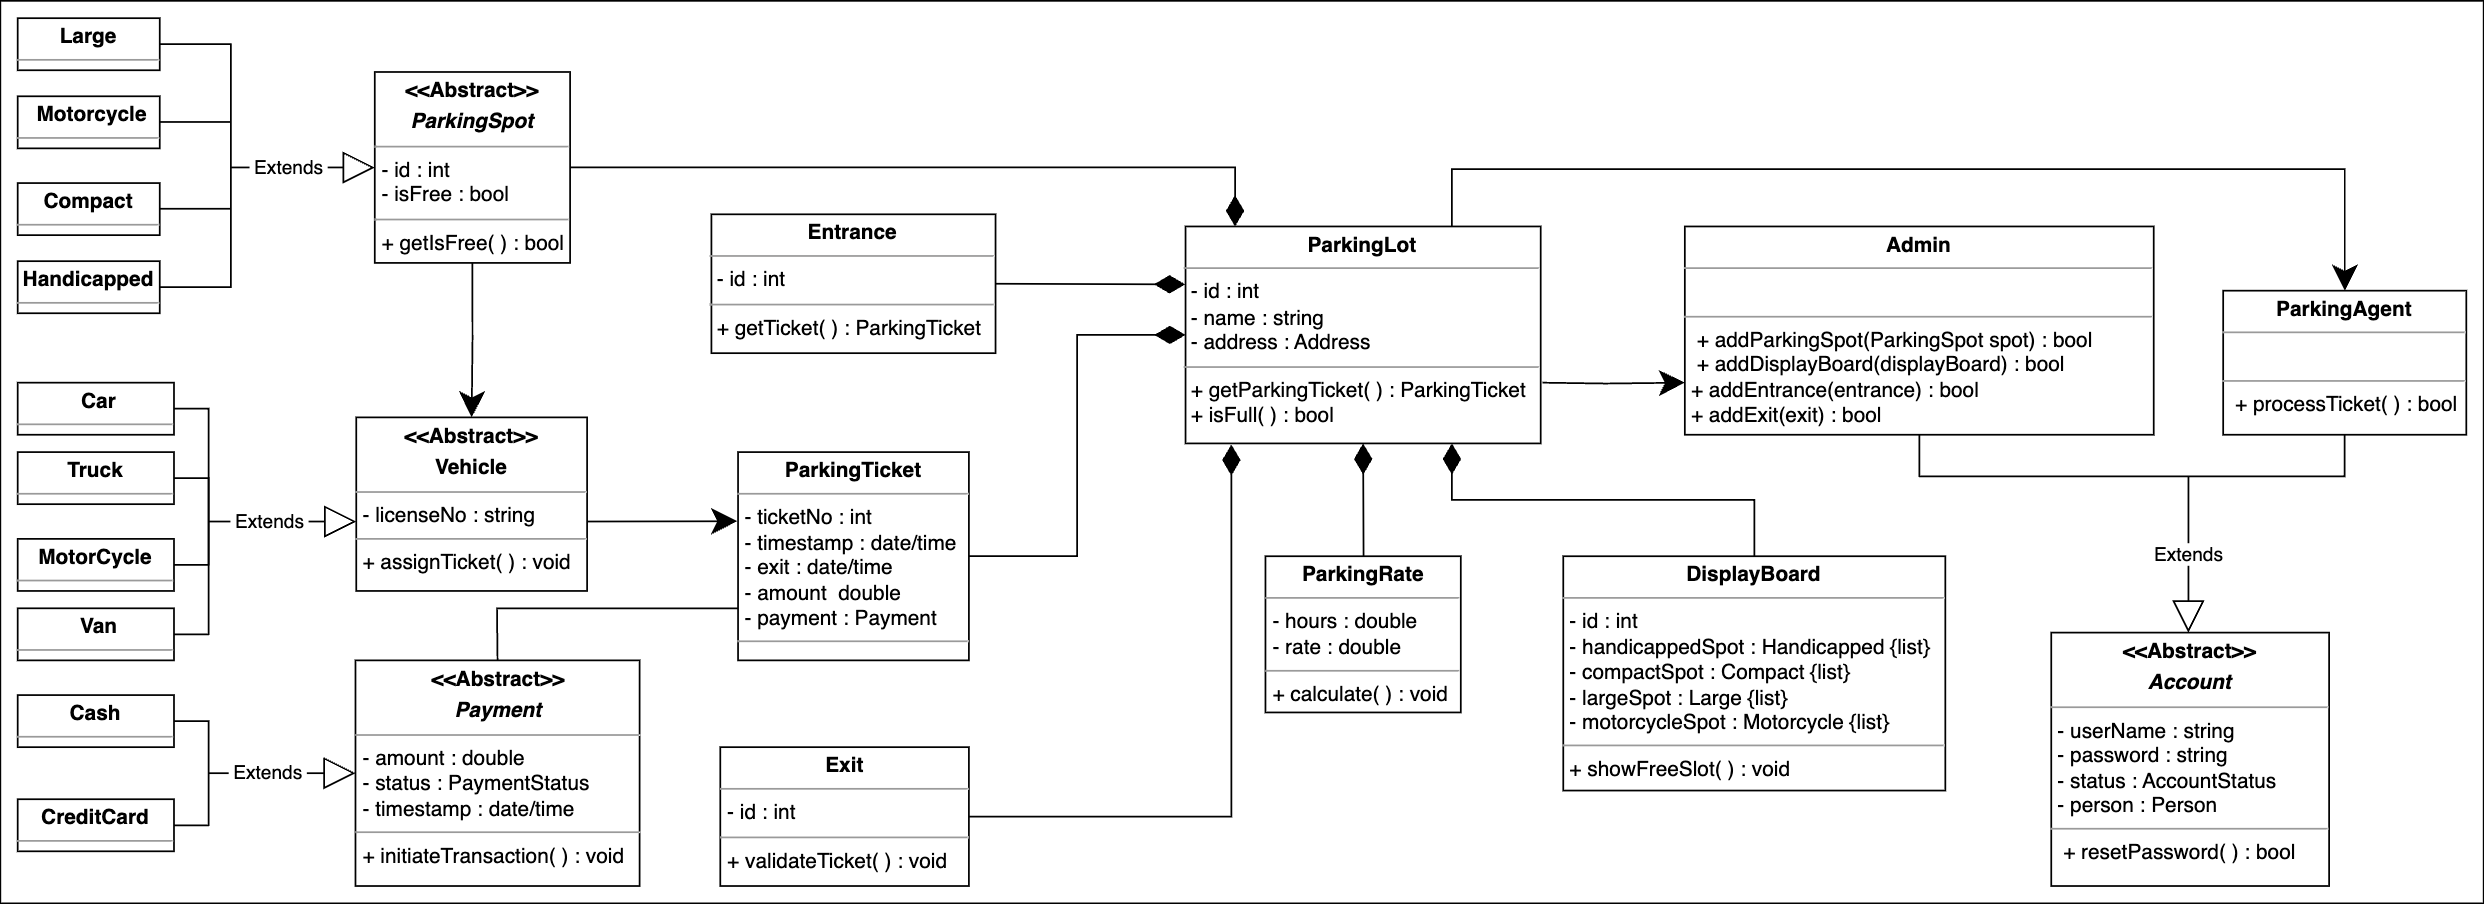 Large
Motorcycle
Compact
Handicapped
Extends
<<Abstract>>
ParkingSpot
- id : int
- isFree : bool
+ getIsFree( ) : bool
Entrance
- id : int
+ getTicket( ) : ParkingTicket
ParkingLot
- id : int
- name : string
- address : Address
+ getParkingTicket( ) : ParkingTicket
+ isFull( ) : bool
Admin
+ addParkingSpot(ParkingSpot spot) : bool
+ addDisplayBoard(displayBoard) : bool
+ addEntrance(entrance) : bool
+ addExit(exit) : bool
ParkingAgent
+ processTicket( ) : bool
Car
Truck
MotorCycle
Van
Extends
<<Abstract>>
Vehicle
- licenseNo : string
+ assignTicket( ) : void
ParkingTicket
- ticketNo : int
- timestamp : date/time
- exit : date/time
- amount  double
- payment : Payment
Cash
CreditCard
Extends
<<Abstract>>
Payment
- amount : double
- status : PaymentStatus
- timestamp : date/time
+ initiateTransaction( ) : void
Exit
- id : int
+ validateTicket( ) : void
ParkingRate
- hours : double
- rate : double
+ calculate( ) : void
DisplayBoard
- id : int
- handicappedSpot : Handicapped {list}
- compactSpot : Compact {list}
- largeSpot : Large {list}
- motorcycleSpot : Motorcycle {list}
+ showFreeSlot( ) : void
Extends
<<Abstract>>
Account
- userName : string
- password : string
- status : AccountStatus
- person : Person
+ resetPassword( ) : bool